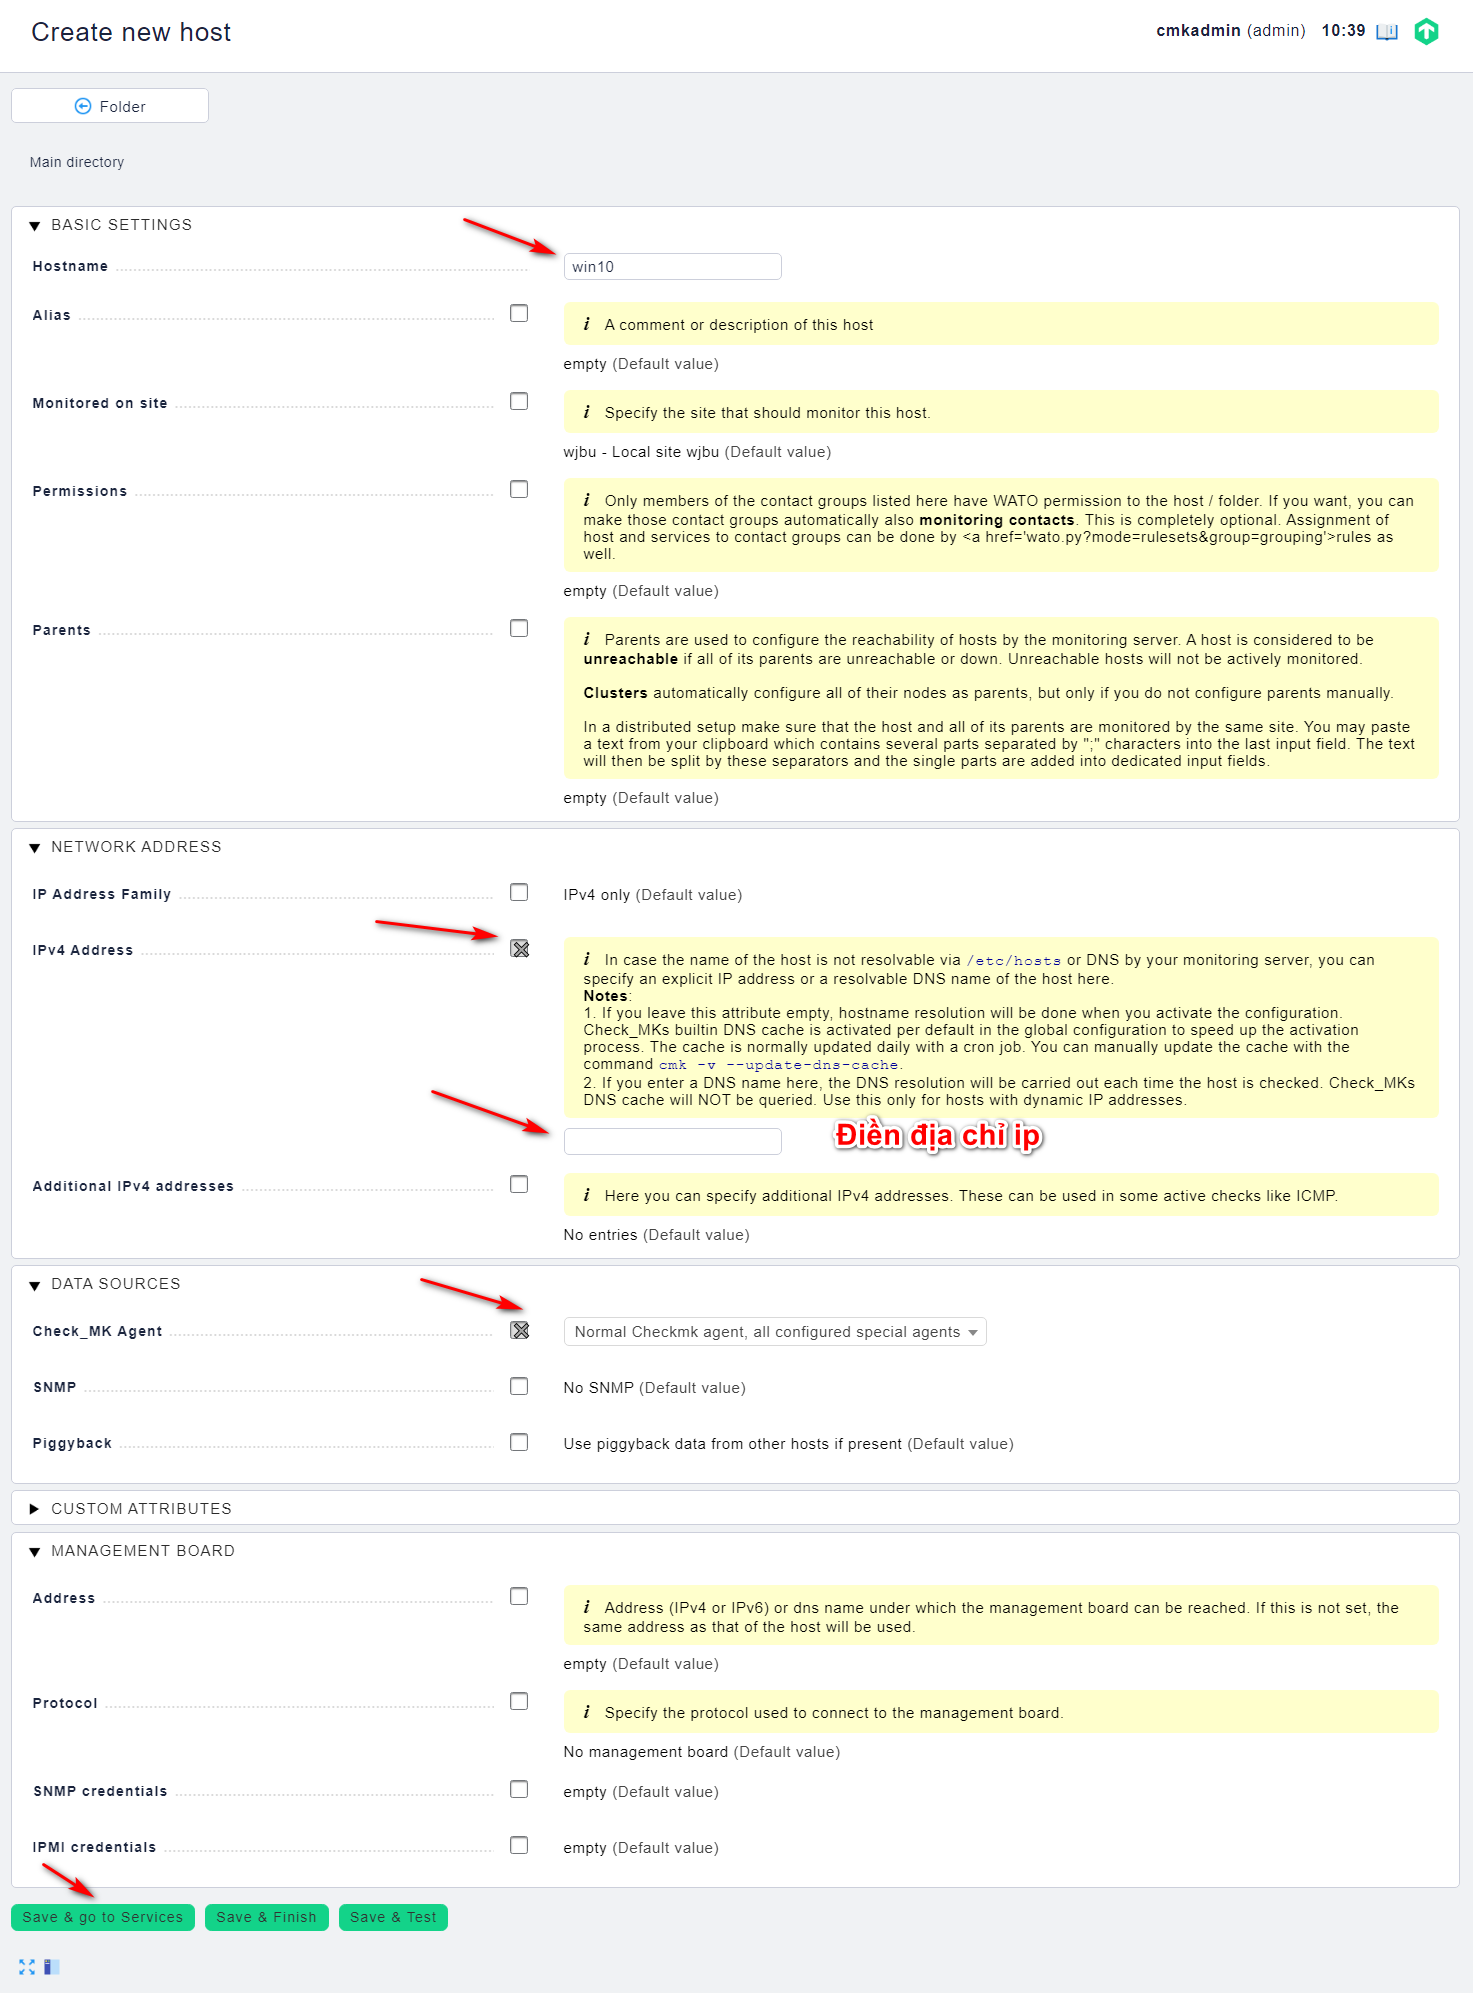 Create new host
cmkadmin (admin) 10:39
Folder
Main directory
BASIC SETTINGS
Hostname
win10
Alias
i A comment or description of this host
empty (Default value)
Monitored on site
i Specify the site that should monitor this host.
wjbu - Local site wjbu (Default value)
Permissions
i Only members of the contact groups listed here have WATO permission to the host / folder. If you want, you can
make those contact groups automatically also monitoring contacts. This is completely optional. Assignment of
host and services to contact groups can be done by <a href='wato.py?mode=rulesets&group=grouping'>rules as
well.
empty (Default value)
Parents
i Parents are used to configure the reachability of hosts by the monitoring server. A host is considered to be
unreachable if all of its parents are unreachable or down. Unreachable hosts will not be actively monitored.
Clusters automatically configure all of their nodes as parents, but only if you do not configure parents manually.
In a distributed setup make sure that the host and all of its parents are monitored by the same site. You may paste
a text from your clipboard which contains several parts separated by ";" characters into the last input field. The text
will then be split by these separators and the single parts are added into dedicated input fields.
empty (Default value)
NETWORK ADDRESS
IP Address Family
IPv4 only (Default value)
IPv4 Address
i In case the name of the host is not resolvable via /etc/hosts or DNS by your monitoring server, you can
specify an explicit IP address or a resolvable DNS name of the host here.
Notes:
1. If you leave this attribute empty, hostname resolution will be done when you activate the configuration.
Check_MKs builtin DNS cache is activated per default in the global configuration to speed up the activation
process. The cache is normally updated daily with a cron job. You can manually update the cache with the
command cmk -v --update-dns-cache.
2. If you enter a DNS name here, the DNS resolution will be carried out each time the host is checked. Check_MKs
DNS cache will NOT be queried. Use this only for hosts with dynamic IP addresses.
Điền địa chỉ ip
Additional IPv4 addresses
i Here you can specify additional IPv4 addresses. These can be used in some active checks like ICMP.
No entries (Default value)
DATA SOURCES
Check_MK Agent
Normal Checkmk agent, all configured special agents
SNMP
No SNMP (Default value)
Piggyback
Use piggyback data from other hosts if present (Default value)
CUSTOM ATTRIBUTES
MANAGEMENT BOARD
Address
i Address (IPv4 or IPv6) or dns name under which the management board can be reached. If this is not set, the
same address as that of the host will be used.
empty (Default value)
Protocol
i Specify the protocol used to connect to the management board.
No management board (Default value)
SNMP credentials
empty (Default value)
IPMI credentials
empty (Default value)
Save & go to Services
Save & Finish
Save & Test